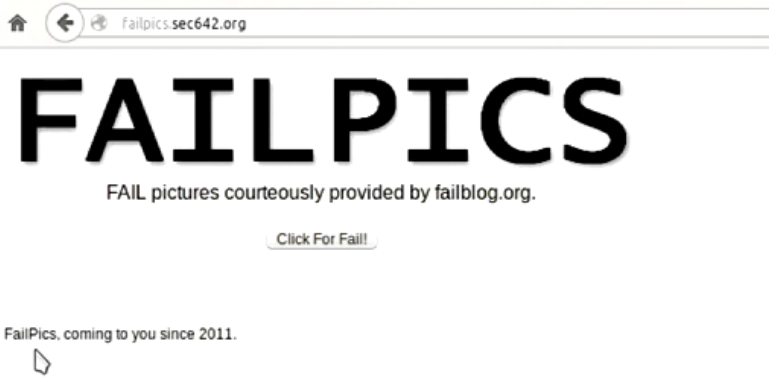 failpics.sec642.org
FAILPICS
FAIL pictures courteously provided by failblog.org.
Click For Fail!
FailPics, coming to you since 2011.